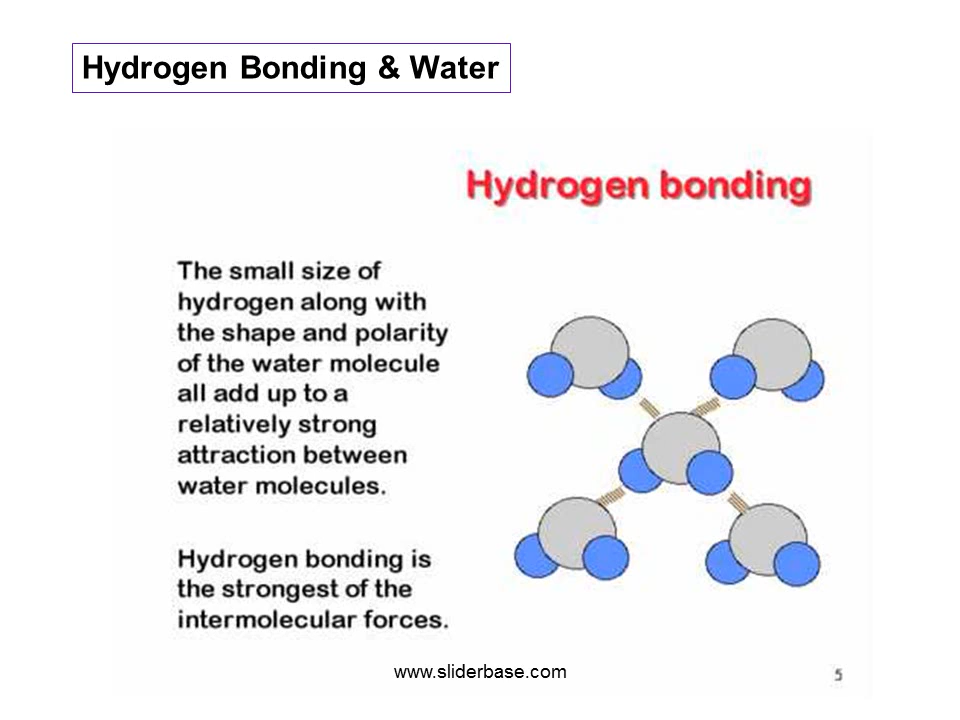 Hydrogen Bonding & Water
Hydrogen bonding
The small size of
hydrogen along with
the shape and polarity
of the water molecule
all add up to a
relatively strong
attraction between
water molecules.
Hydrogen bonding is
the strongest of the
intermolecular forces.
www.sliderbase.com
5